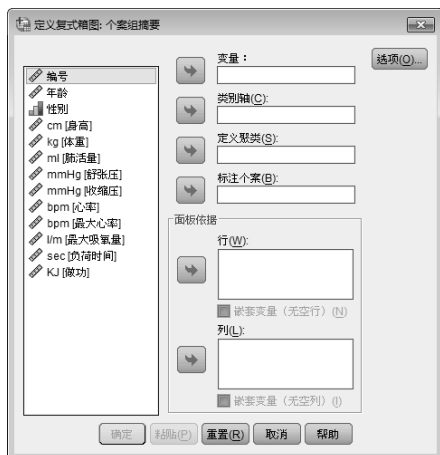 定义复式箱图: 个案组摘要
编号
年龄
性别
cm [身高]
kg [体重]
ml [肺活量]
mmHg [舒张压]
mmHg [收缩压]
bpm [心率]
bpm [最大心率]
l/m [最大吸氧量]
sec [负荷时间]
KJ [做功]
变量：
选项(O)...
类别轴(C):
定义聚类(S):
标注个案(B):
面板依据
行(W):
嵌套变量（无空行）(N)
列(L):
嵌套变量（无空列）(I)
确定
粘贴(P)
重置(R)
取消
帮助